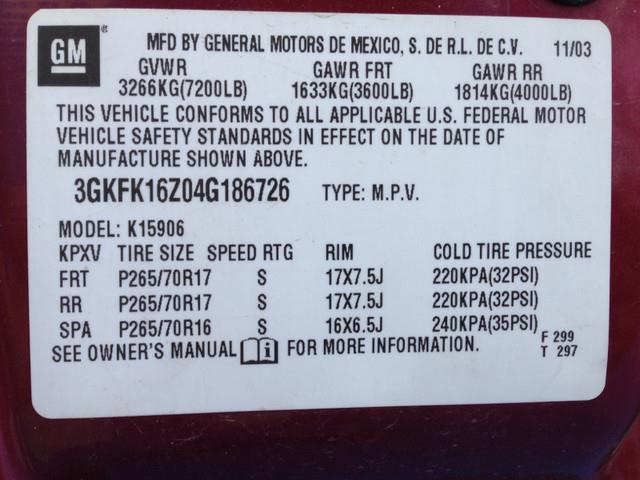 GM
MFD BY GENERAL MOTORS DE MEXICO, S. DE R.L. DE C.V. 11/03
GVWR GAWR FRT GAWR RR
3266KG(7200LB) 1633KG(3600LB) 1814KG(4000LB)
THIS VEHICLE CONFORMS TO ALL APPLICABLE U.S. FEDERAL MOTOR
VEHICLE SAFETY STANDARDS IN EFFECT ON THE DATE OF
MANUFACTURE SHOWN ABOVE.
3GKFK16Z04G186726 TYPE: M.P.V.
MODEL: K15906
KPXV TIRE SIZE SPEED RTG RIM COLD TIRE PRESSURE
FRT P265/70R17 S 17X7.5J 220KPA(32PSI)
RR P265/70R17 S 17X7.5J 220KPA(32PSI)
SPA P265/70R16 S 16X6.5J 240KPA(35PSI)
SEE OWNER'S MANUAL i FOR MORE INFORMATION.
F 299
T 297